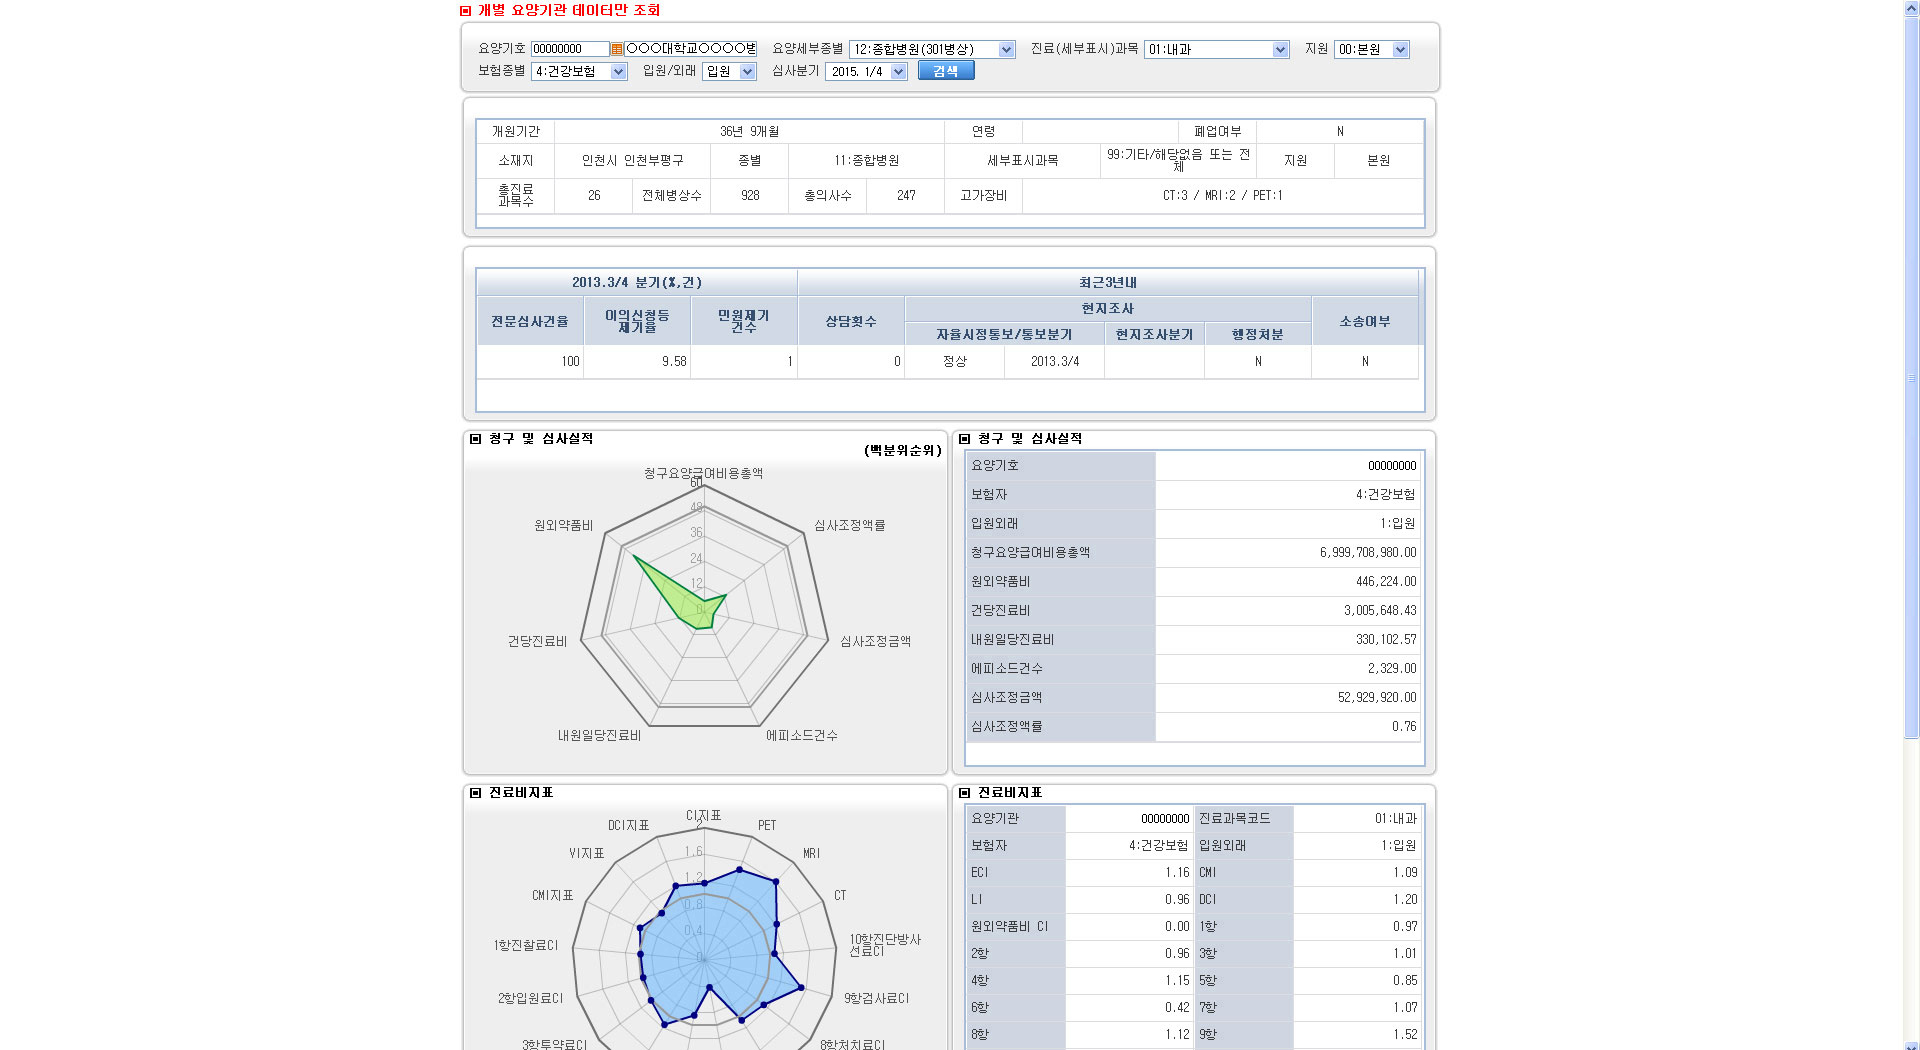 개별 요양기관 데이터만 조회
요양기호 00000000 ○○○대학교○○○○병 요양세부종별 12:종합병원(301병상) 진료(세부표시)과목 01:내과 지원 00:본원
보험종별 4:건강보험 입원/외래 입원 심사분기 2015. 1/4 검색
개원기간 36년 9개월 연령 폐업여부 N
소재지 인천시 인천부평구 종별 11:종합병원 세부표시과목 99:기타/해당없음 또는 전체 지원 본원
총진료과목수 26 전체병상수 928 총의사수 247 고가장비 CT:3 / MRI:2 / PET:1
2013.3/4 분기(%,건) 최근3년내
전문심사건율 이의신청등제기율 민원제기건수 상담횟수 현지조사 소송여부
자율시정통보/통보분기 현지조사분기 행정처분
100 9.58 1 0 정상 2013.3/4 N N
청구 및 심사실적
(백분위순위)
청구요양급여비용총액
60
48
36
24
12
0
원외약품비
심사조정액률
건당진료비
심사조정금액
내원일당진료비
에피소드건수
청구 및 심사실적
요양기호 00000000
보험자 4:건강보험
입원외래 1:입원
청구요양급여비용총액 6,999,708,980.00
원외약품비 446,224.00
건당진료비 3,005,648.43
내원일당진료비 330,102.57
에피소드건수 2,329.00
심사조정금액 52,929,920.00
심사조정액률 0.76
진료비지표
CI지표
DCI지표
PET
VI지표
MRI
CMI지표
CT
1항진찰료CI
10항진단방사
선료CI
2항입원료CI
9항검사료CI
3항투약료CI
8항처치료CI
2
1.6
1.2
0.8
0.4
0
진료비지표
요양기관 00000000 진료과목코드 01:내과
보험자 4:건강보험 입원외래 1:입원
ECI 1.16 CMI 1.09
LI 0.96 DCI 1.20
원외약품비 CI 0.00 1항 0.97
2항 0.96 3항 1.01
4항 1.15 5항 0.85
6항 0.42 7항 1.07
8항 1.12 9항 1.52